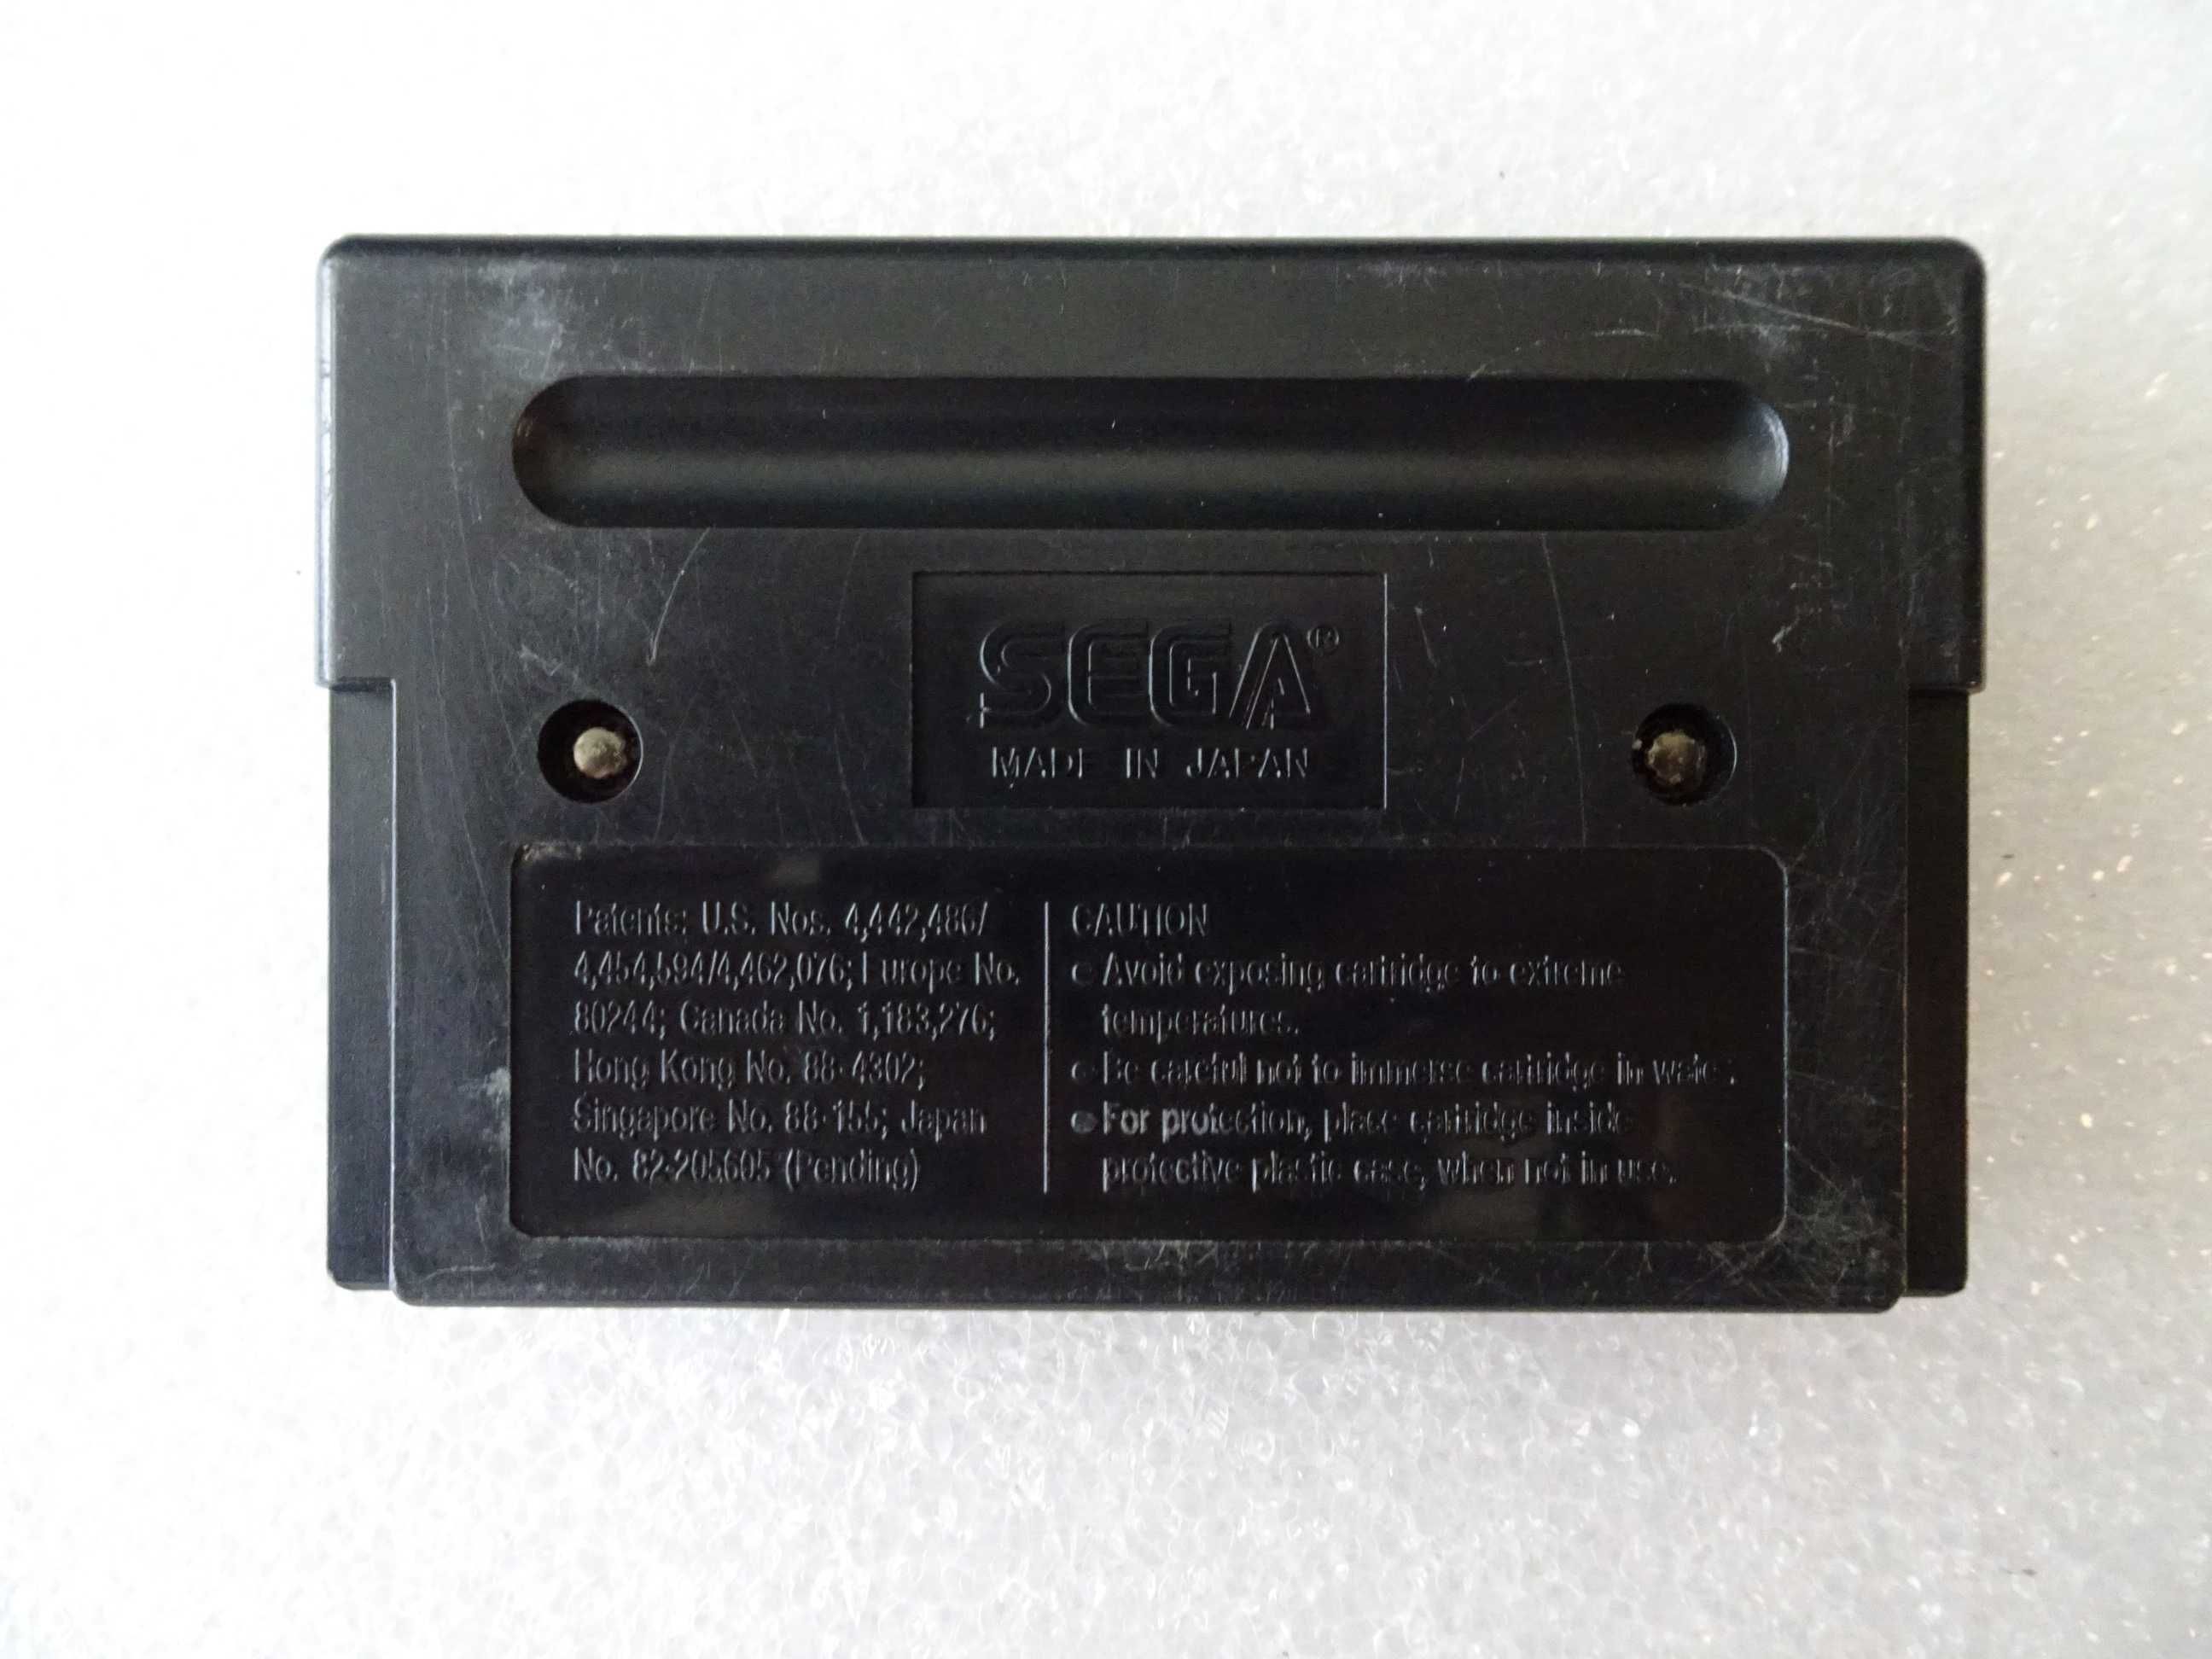 SEGA®
MADE IN JAPAN
Patents: U.S. Nos. 4,442,486/
4,454,594/4,462,076; Europe No.
80244; Canada No. 1,183,276;
Hong Kong No. 88-4302;
Singapore No. 88-155; Japan
No. 82-205605 (Pending)
CAUTION
● Avoid exposing cartridge to extreme
temperatures.
● Be careful not to immerse cartridge in water.
● For protection, place cartridge inside
protective plastic case, when not in use.